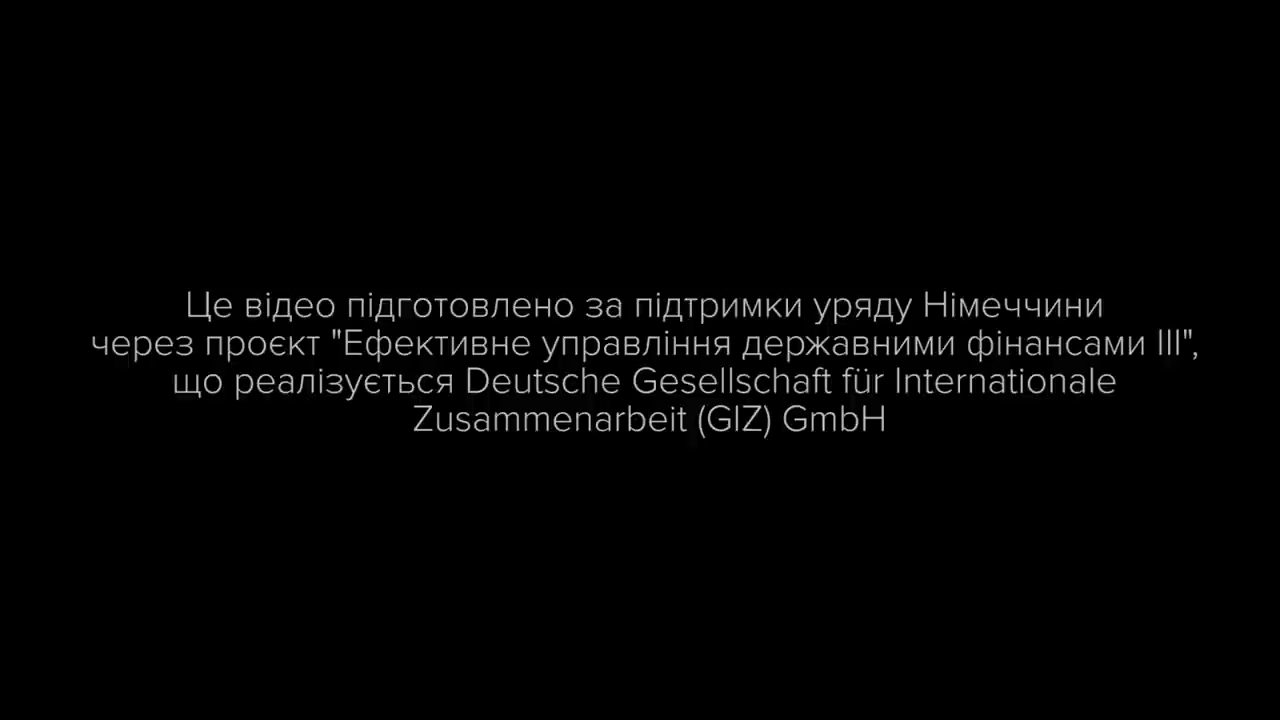 Це відео підготовлено за підтримки уряду Німеччини
через проєкт "Ефективне управління державними фінансами III",
що реалізується Deutsche Gesellschaft für Internationale
Zusammenarbeit (GIZ) GmbH